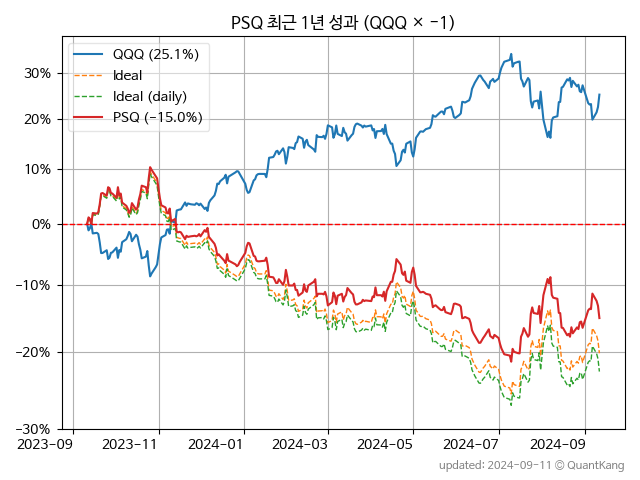 PSQ 최근 1년 성과 (QQQ × −1)
QQQ (25.1%)
Ideal
Ideal (daily)
PSQ (−15.0%)
30%
20%
10%
0%
−10%
−20%
−30%
2023-09
2023-11
2024-01
2024-03
2024-05
2024-07
2024-09
updated: 2024-09-11 © QuantKang